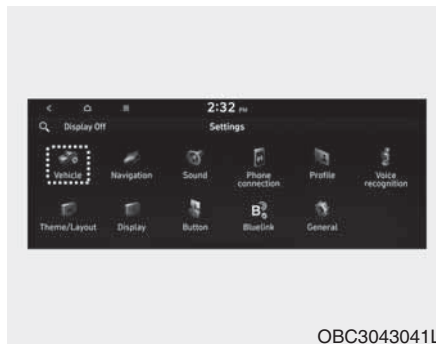 2:32 PM
Display Off Settings
Vehicle Navigation Sound Phone connection Profile Voice recognition
Theme/Layout Display Button Bluelink General
OBC3043041L